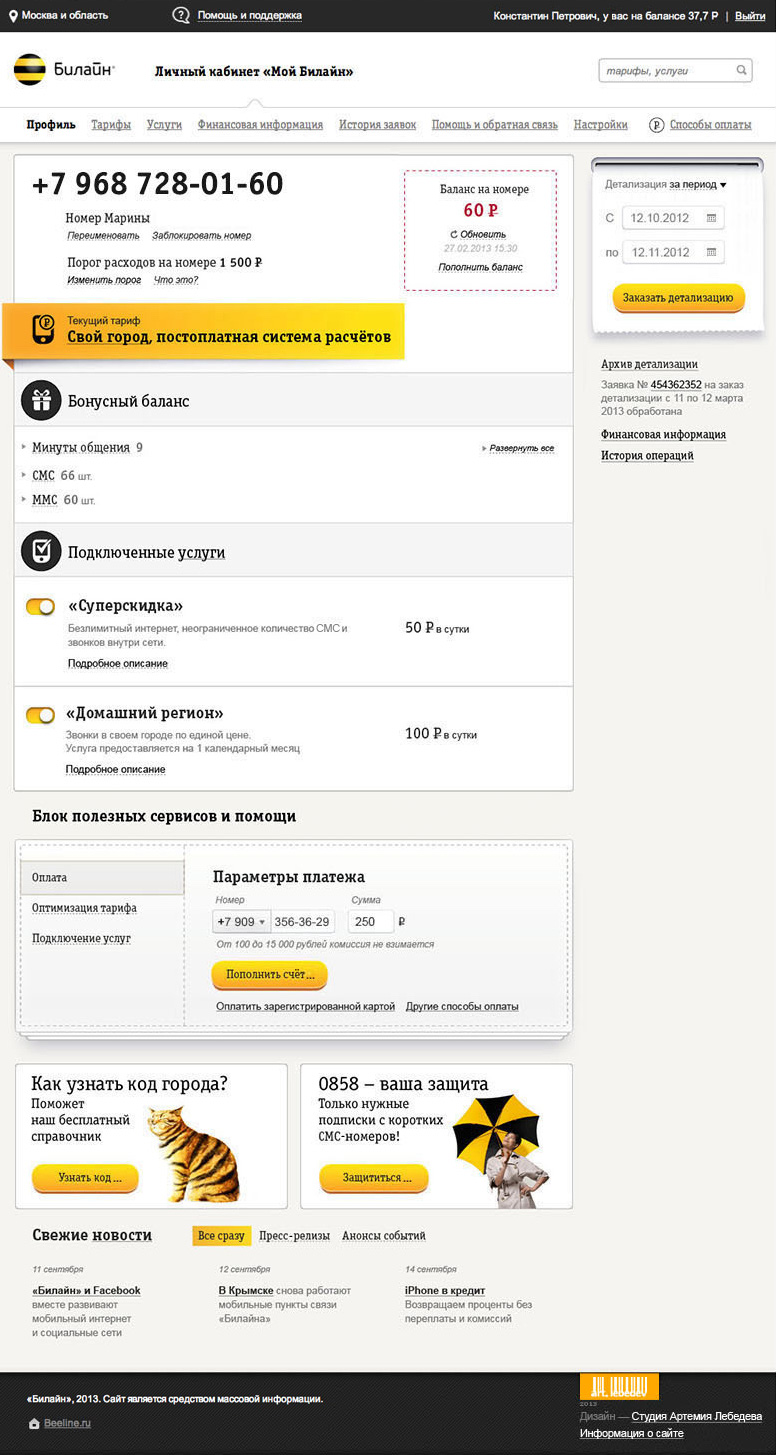 Москва и область
Помощь и поддержка
Константин Петрович, у вас на балансе 37,7 Р | Выйти
Билайн®
Личный кабинет «Мой Билайн»
тарифы, услуги
Профиль Тарифы Услуги Финансовая информация История заявок Помощь и обратная связь Настройки Способы оплаты
+7 968 728-01-60
Номер Марины
Переименовать Заблокировать номер
Порог расходов на номере 1 500 ₽
Изменить порог Что это?
Баланс на номере
60 ₽
Обновить
27.02.2013 15.30
Пополнить баланс
Текущий тариф
Свой город, постоплатная система расчётов
Детализация за период
С 12.10.2012
по 12.11.2012
Заказать детализацию
Архив детализации
Заявка № 454362352 на заказ
детализации с 11 по 12 марта
2013 обработана
Финансовая информация
История операций
Бонусный баланс
Минуты общения 9
Развернуть все
СМС 66 шт.
ММС 60 шт.
Подключенные услуги
«Суперскидка»
Безлимитный интернет, неограниченное количество СМС и
звонков внутри сети.
Подробное описание
50 ₽ в сутки
«Домашний регион»
Звонки в своем городе по единой цене.
Услуга предоставляется на 1 календарный месяц
Подробное описание
100 ₽ в сутки
Блок полезных сервисов и помощи
Оплата
Оптимизация тарифа
Подключение услуг
Параметры платежа
Номер Сумма
+7 909 356-36-29 250 ₽
От 100 до 15 000 рублей комиссия не взимается
Пополнить счёт ...
Оплатить зарегистрированной картой Другие способы оплаты
Как узнать код города?
Поможет
наш бесплатный
справочник
Узнать код ...
0858 – ваша защита
Только нужные
подписки с коротких
СМС-номеров!
Защититься ...
Свежие новости
Все сразу Пресс-релизы Анонсы событий
11 сентября
«Билайн» и Facebook
вместе развивают
мобильный интернет
и социальные сети
12 сентября
В Крымске снова работают
мобильные пункты связи
«Билайна»
14 сентября
iPhone в кредит
Возвращаем проценты без
переплаты и комиссий
«Билайн», 2013. Сайт является средством массовой информации.
Beeline.ru
art. lebedev
2013
Дизайн — Студия Артемия Лебедева
Информация о сайте